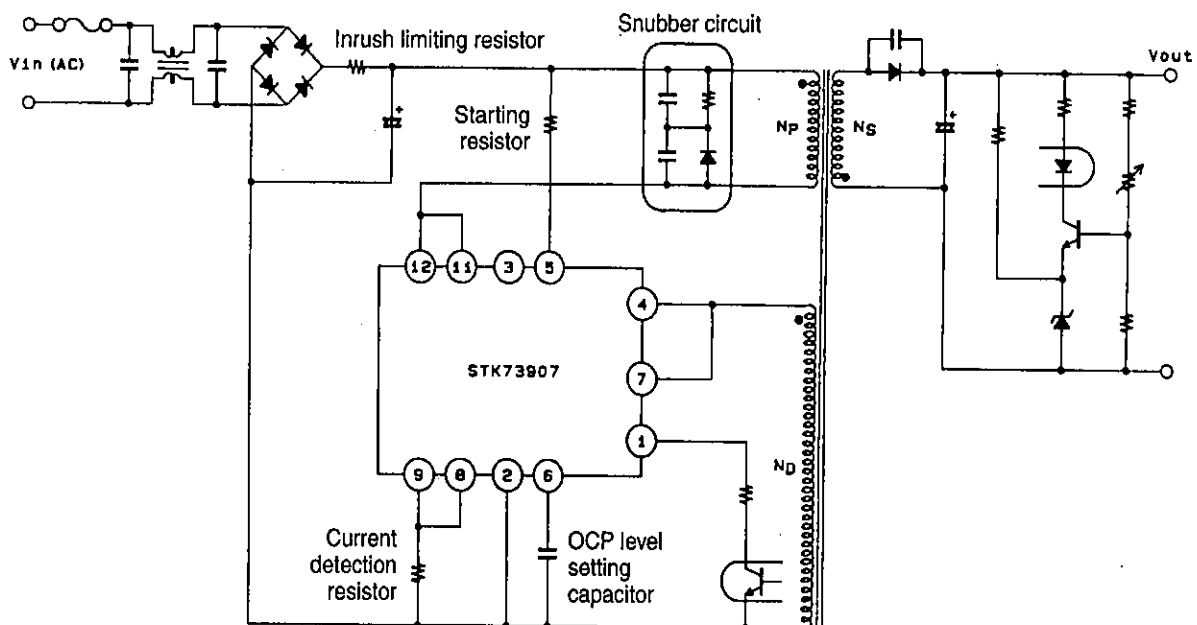 Snubber circuit
Inrush limiting resistor
Vin (AC)
Vout
Starting
resistor
NP
NS
12
11
3
5
4
STK73907
7
1
ND
9
8
2
6
Current
detection
resistor
OCP level
setting
capacitor